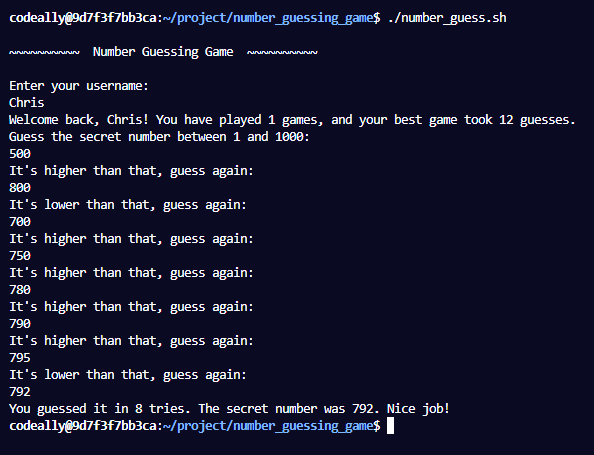 codeally@9d7f3f7bb3ca:~/project/number_guessing_game$ ./number_guess.sh
~~~~~~~~~~ Number Guessing Game ~~~~~~~~~~
Enter your username:
Chris
Welcome back, Chris! You have played 1 games, and your best game took 12 guesses.
Guess the secret number between 1 and 1000:
500
It's higher than that, guess again:
800
It's lower than that, guess again:
700
It's higher than that, guess again:
750
It's higher than that, guess again:
780
It's higher than that, guess again:
790
It's higher than that, guess again:
795
It's lower than that, guess again:
792
You guessed it in 8 tries. The secret number was 792. Nice job!
codeally@9d7f3f7bb3ca:~/project/number_guessing_game$